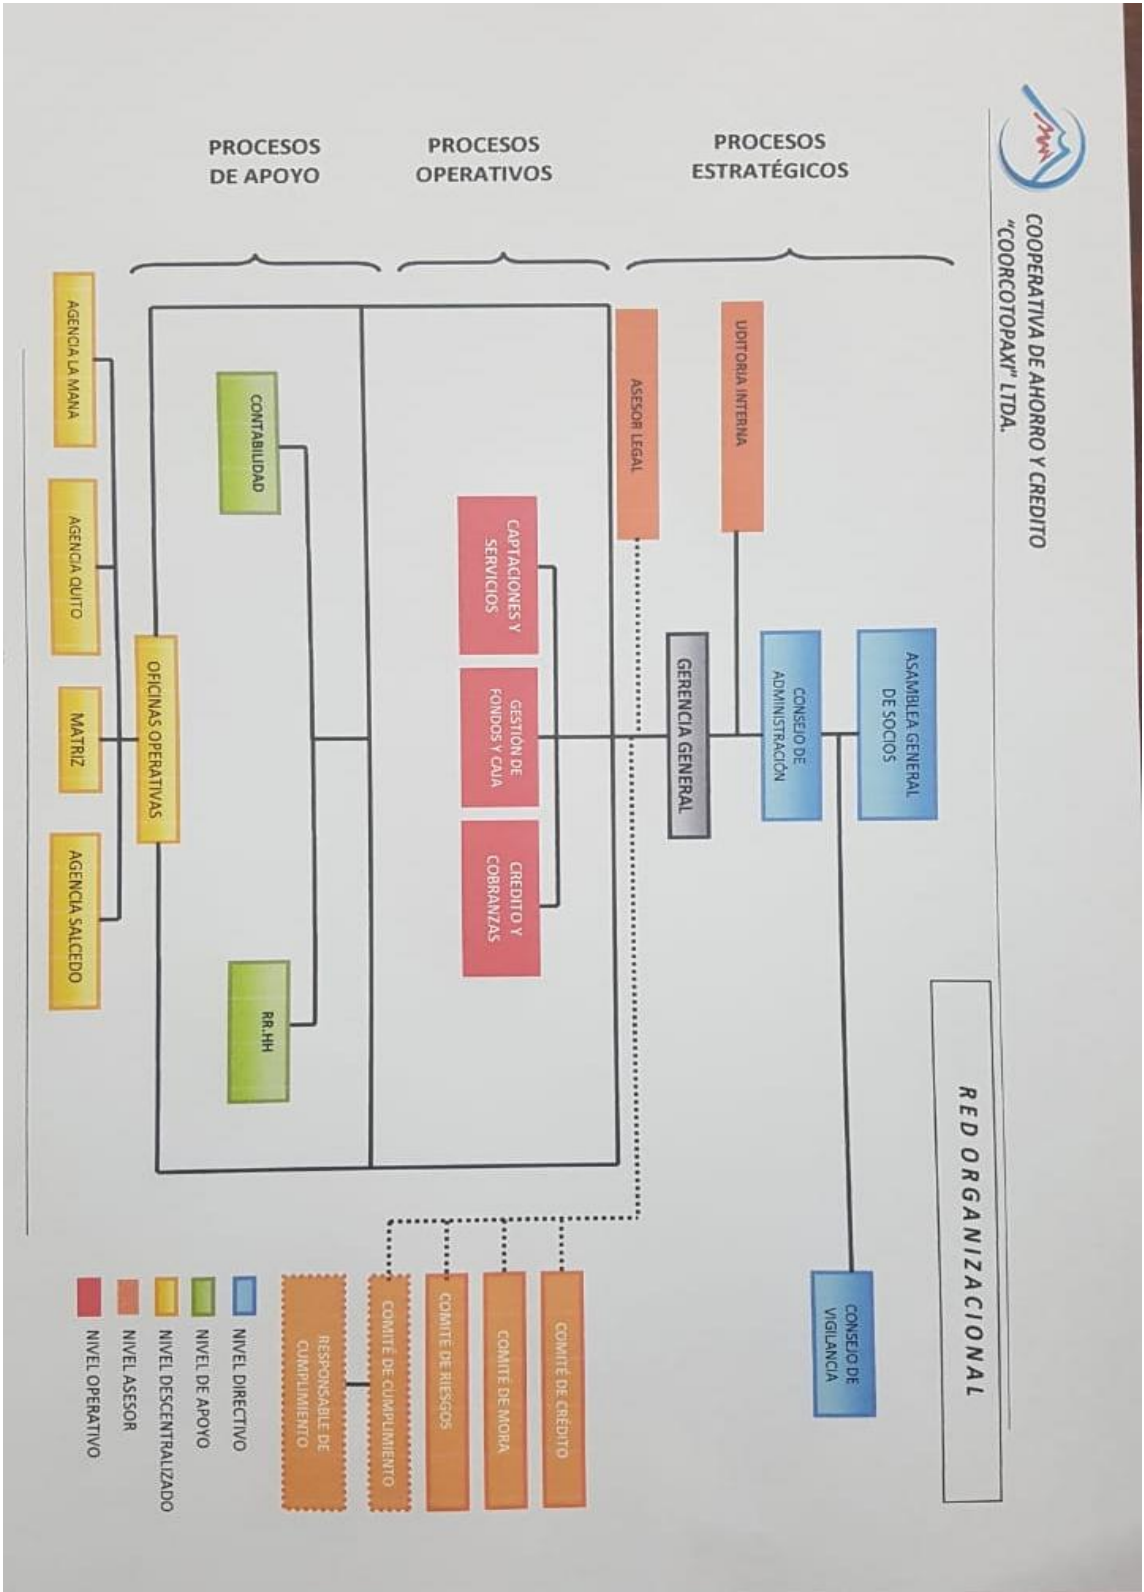 COOPERATIVA DE AHORRO Y CREDITO
"COORCOTOPAXI" LTDA.
RED ORGANIZACIONAL
PROCESOS
ESTRATÉGICOS
ASAMBLEA GENERAL
DE SOCIOS
CONSEJO DE
VIGILANCIA
CONSEJO DE
ADMINISTRACIÓN
UDITORIA INTERNA
GERENCIA GENERAL
ASESOR LEGAL
COMITÉ DE CRÉDITO
COMITÉ DE MORA
COMITÉ DE RIESGOS
COMITÉ DE CUMPLIMIENTO
RESPONSABLE DE
CUMPLIMIENTO
PROCESOS
OPERATIVOS
CAPTACIONES Y
SERVICIOS
GESTIÓN DE
FONDOS Y CAJA
CREDITO Y
COBRANZAS
PROCESOS
DE APOYO
CONTABILIDAD
RR.HH
OFICINAS OPERATIVAS
AGENCIA LA MANA
AGENCIA QUITO
MATRIZ
AGENCIA SALCEDO
NIVEL DIRECTIVO
NIVEL DE APOYO
NIVEL DESCENTRALIZADO
NIVEL ASESOR
NIVEL OPERATIVO